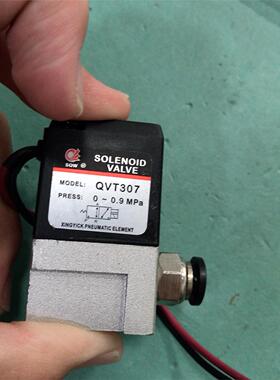 SOW
SOLENOID
VALVE
MODEL: QVT307
PRESS: 0 ~ 0.9 MPa
XINGYICK PNEUMATIC ELEMENT